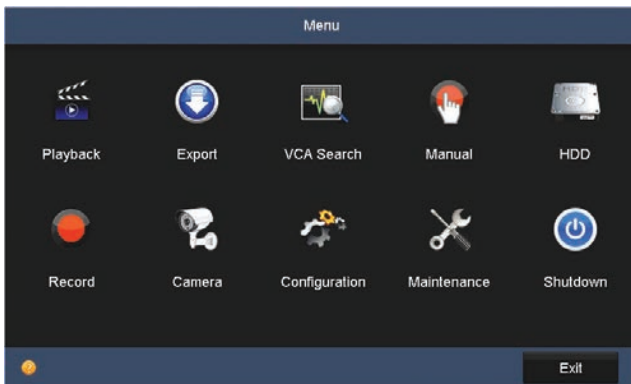 Menu
Playback Export VCA Search Manual HDD
Record Camera Configuration Maintenance Shutdown
Exit